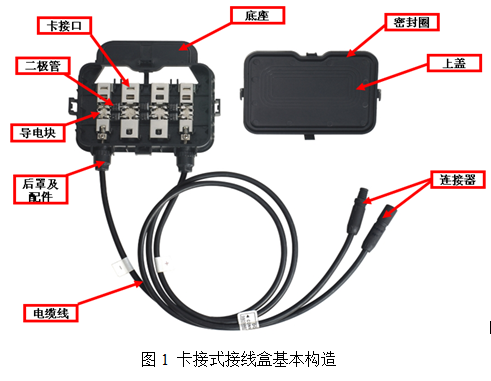 底座
密封圈
卡接口
二极管
上盖
导电块
后罩及
配件
连接器
电缆线
图 1 卡接式接线盒基本构造